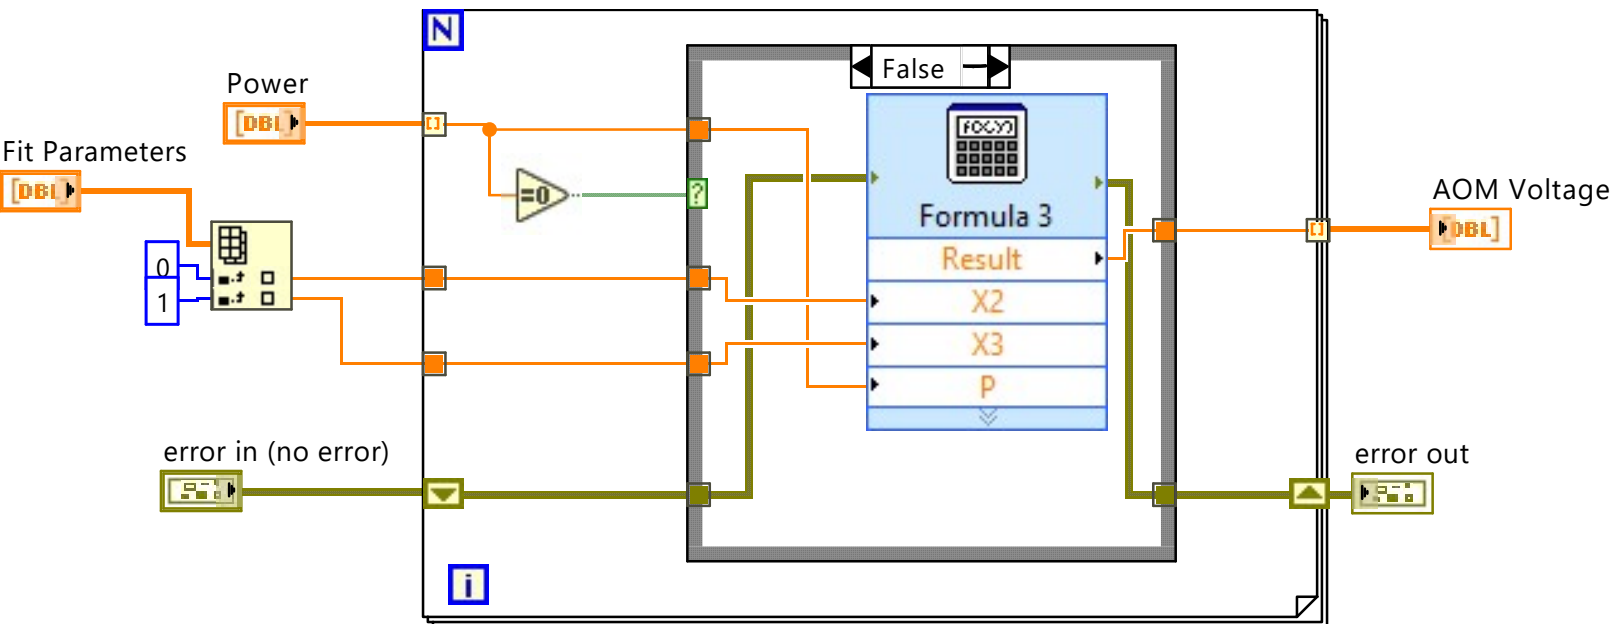 N
False
Power
[DBL]
f(X,Y)
Fit Parameters
[DBL]
=0
?
AOM Voltage
[DBL]
Formula 3
0
Result
1
X2
X3
P
error in (no error)
error out
i